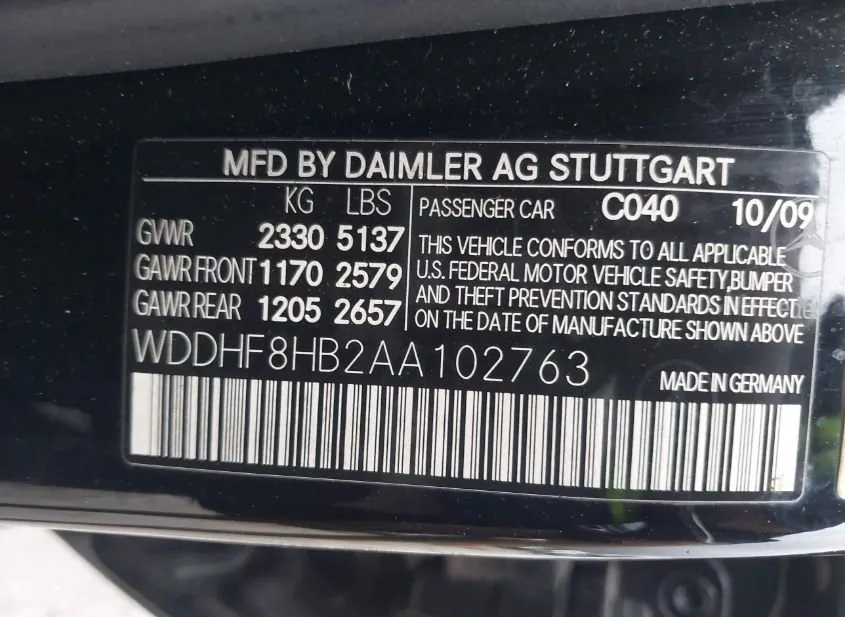 MFD BY DAIMLER AG STUTTGART
KG LBS
GVWR 2330 5137
GAWR FRONT 1170 2579
GAWR REAR 1205 2657
PASSENGER CAR C040 10/09
THIS VEHICLE CONFORMS TO ALL APPLICABLE
U.S. FEDERAL MOTOR VEHICLE SAFETY,BUMPER
AND THEFT PREVENTION STANDARDS IN EFFECT
ON THE DATE OF MANUFACTURE SHOWN ABOVE
WDDHF8HB2AA102763
MADE IN GERMANY